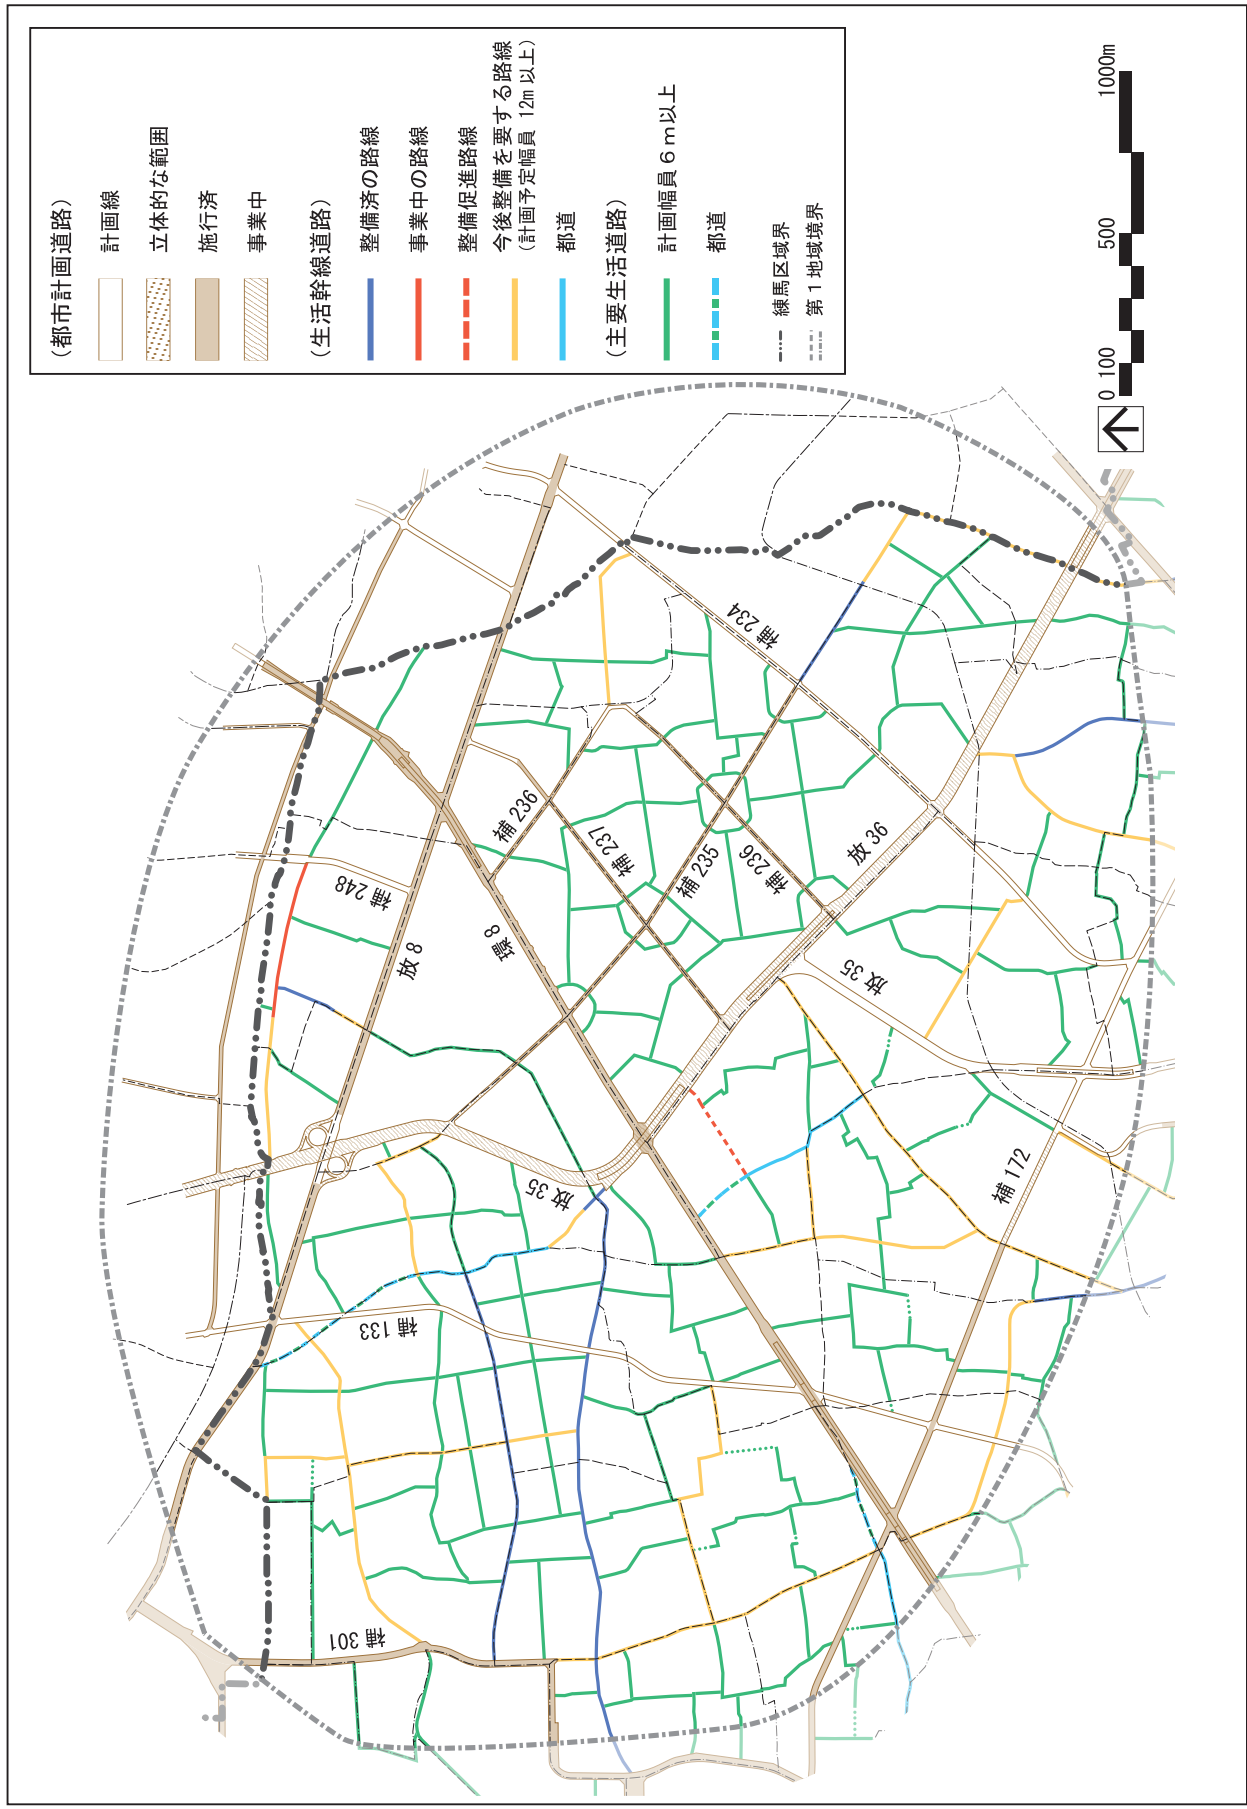 (都市計画道路)
計画線
立体的な範囲
施行済
事業中
(生活幹線道路)
整備済の路線
事業中の路線
整備促進路線
今後整備を要する路線
(計画予定幅員 12m 以上)
都道
(主要生活道路)
計画幅員6m以上
都道
練馬区域界
第1地域境界
0 100 500 1000m
補 301
補 133
放 35
補 248
放 8
環 8
補 236
補 237
補 235
補 236
補 234
放 36
放 35
補 172